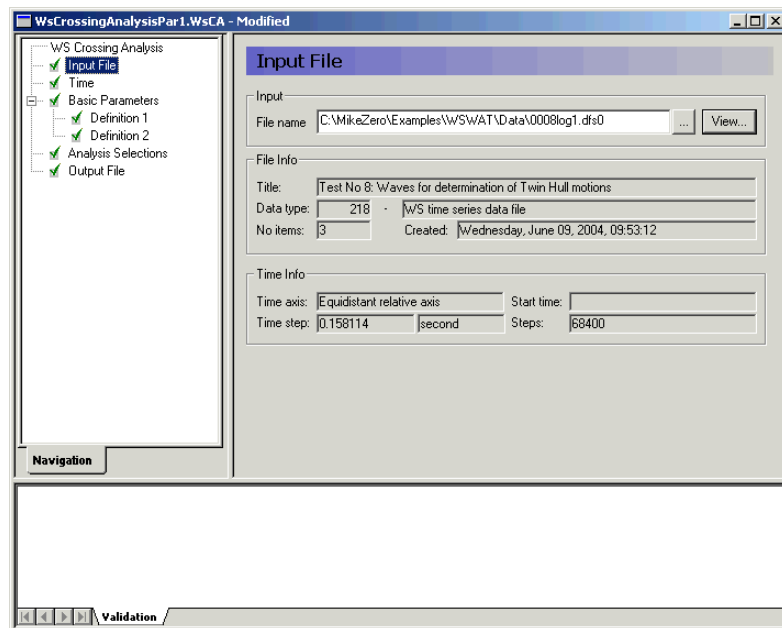 WsCrossingAnalysisPar1.WsCA - Modified
WS Crossing Analysis
Input File
Time
Basic Parameters
Definition 1
Definition 2
Analysis Selections
Output File
Navigation
Input File
Input
File name C:\MikeZero\Examples\WSWAT\Data\0008log1.dfs0 ... View...
File Info
Title: Test No 8: Waves for determination of Twin Hull motions
Data type: 218 - WS time series data file
No items: 3 Created: Wednesday, June 09, 2004, 09:53:12
Time Info
Time axis: Equidistant relative axis Start time:
Time step: 0.158114 second Steps: 68400
Validation